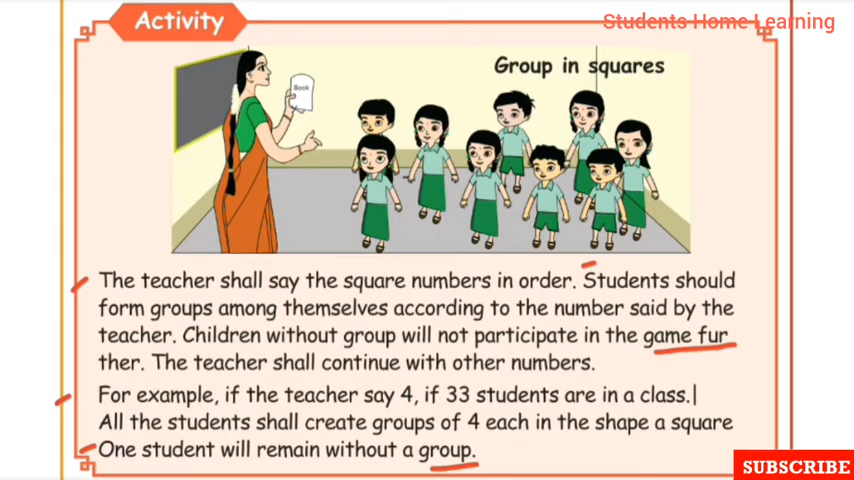 Activity
Students Home Learning
Group in squares
Book
The teacher shall say the square numbers in order. Students should
form groups among themselves according to the number said by the
teacher. Children without group will not participate in the game fur
ther. The teacher shall continue with other numbers.
For example, if the teacher say 4, if 33 students are in a class.|
All the students shall create groups of 4 each in the shape a square
One student will remain without a group.
SUBSCRIBE